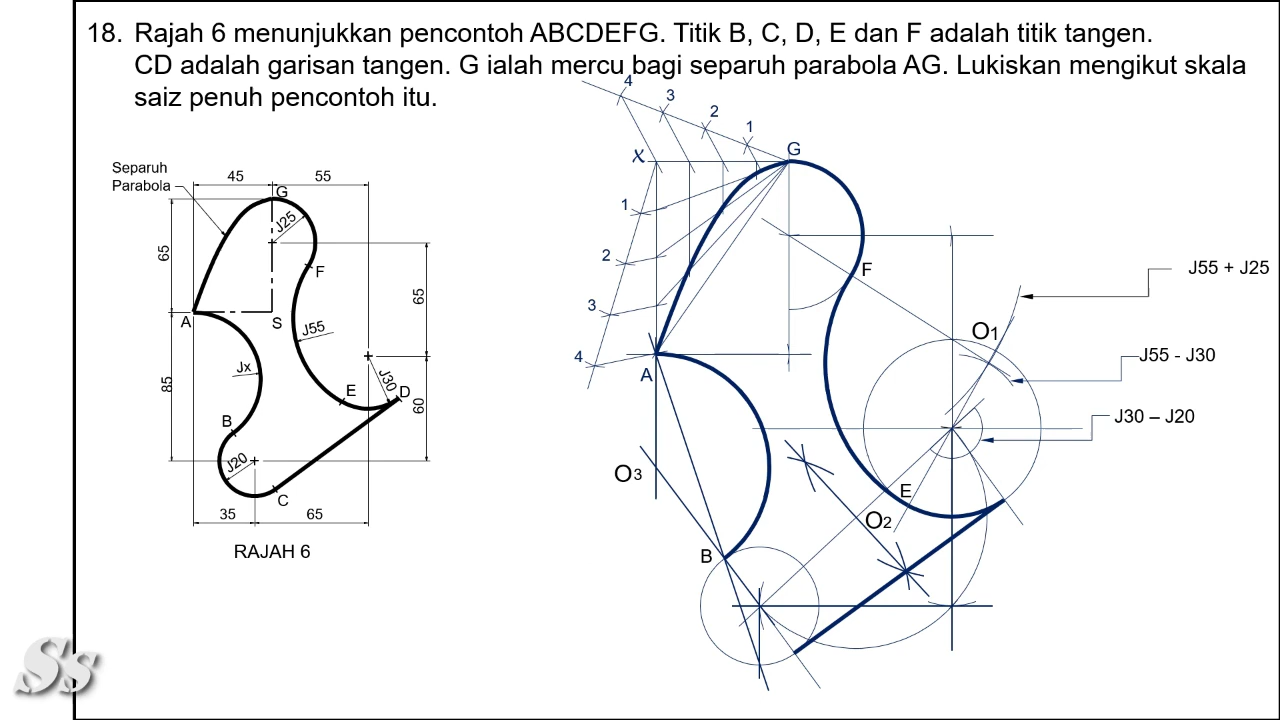 18. Rajah 6 menunjukkan pencontoh ABCDEFG. Titik B, C, D, E dan F adalah titik tangen.
CD adalah garisan tangen. G ialah mercu bagi separuh parabola AG. Lukiskan mengikut skala
saiz penuh pencontoh itu.
Separuh
Parabola
45
55
G
J25
65
F
65
A
S
J55
Jx
85
J30
E
D
60
B
J20
C
35
65
RAJAH 6
4
3
2
1
X
G
1
2
3
4
F
J55 + J25
O1
J55 - J30
A
J30 – J20
O3
E
O2
B
Ss